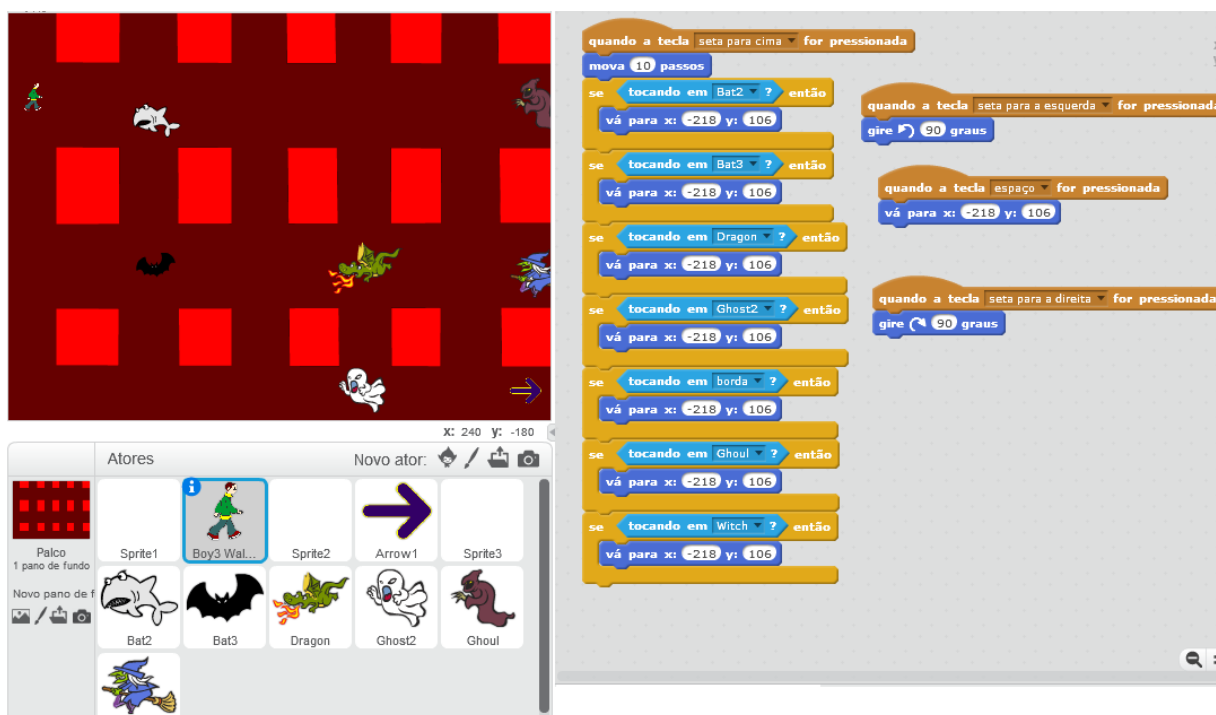 quando a tecla seta para cima for pressionada
mova 10 passos
se tocando em Bat2 ? então
vá para x: -218 y: 106
se tocando em Bat3 ? então
vá para x: -218 y: 106
se tocando em Dragon ? então
vá para x: -218 y: 106
se tocando em Ghost2 ? então
vá para x: -218 y: 106
se tocando em borda ? então
vá para x: -218 y: 106
se tocando em Ghoul ? então
vá para x: -218 y: 106
se tocando em Witch ? então
vá para x: -218 y: 106
quando a tecla seta para a esquerda for pressionada
gire 90 graus
quando a tecla espaço for pressionada
vá para x: -218 y: 106
quando a tecla seta para a direita for pressionada
gire 90 graus
x: 240 y: -180
Atores
Novo ator:
Palco
1 pano de fundo
Novo pano de f
Sprite1
Boy3 Wal...
Sprite2
Arrow1
Sprite3
Bat2
Bat3
Dragon
Ghost2
Ghoul